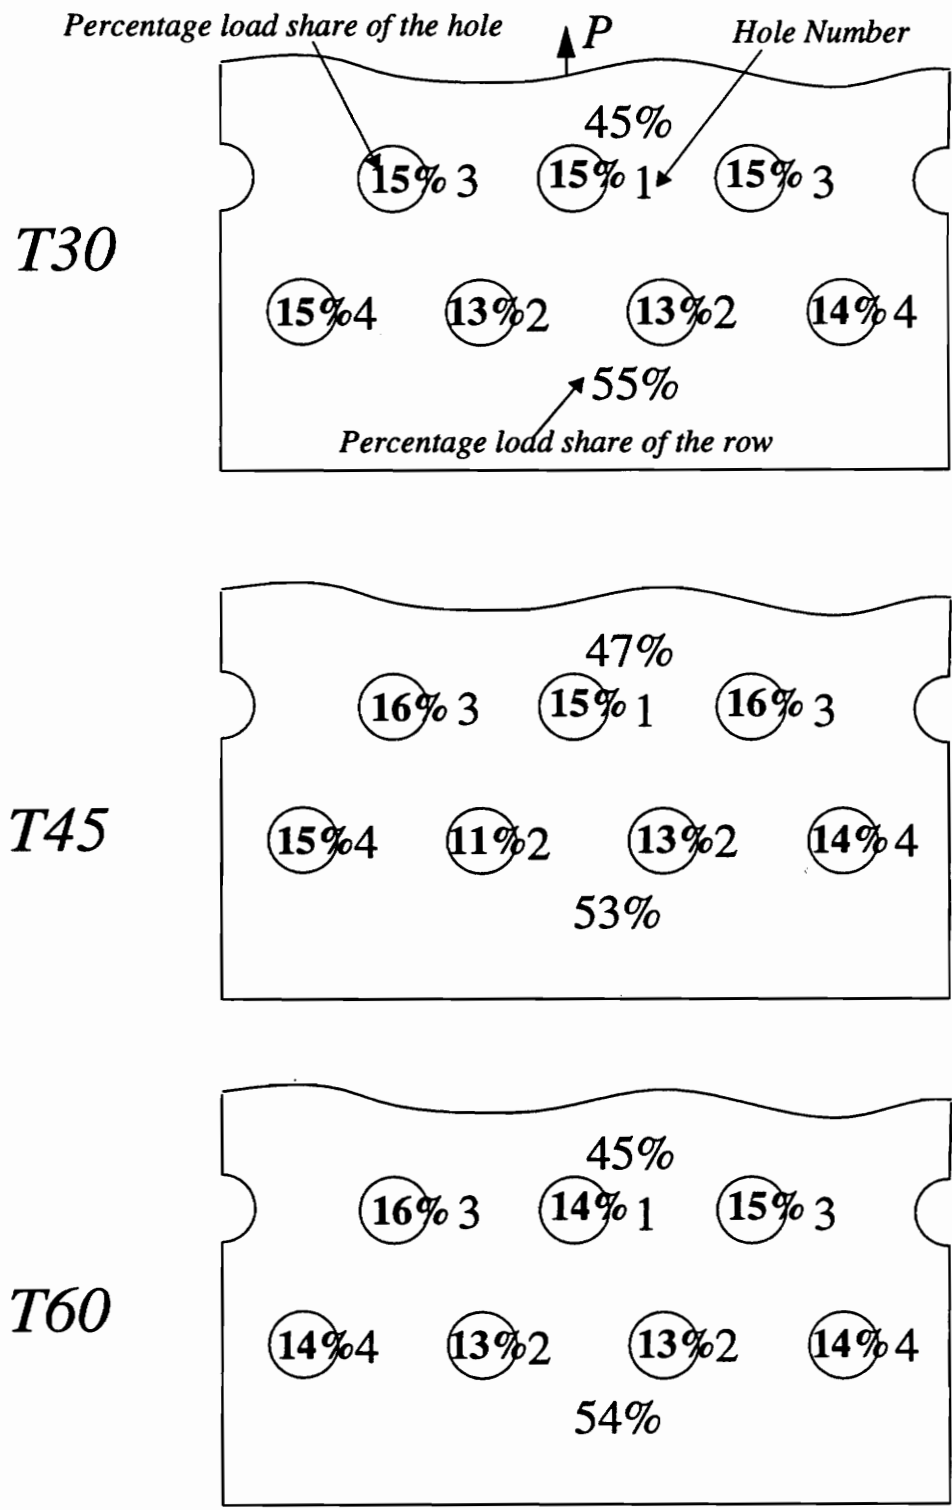 Percentage load share of the hole
P
Hole Number
45%
15% 3 15% 1 15% 3
T30
15% 4 13% 2 13% 2 14% 4
55%
Percentage load share of the row
47%
16% 3 15% 1 16% 3
T45
15% 4 11% 2 13% 2 14% 4
53%
45%
16% 3 14% 1 15% 3
T60
14% 4 13% 2 13% 2 14% 4
54%